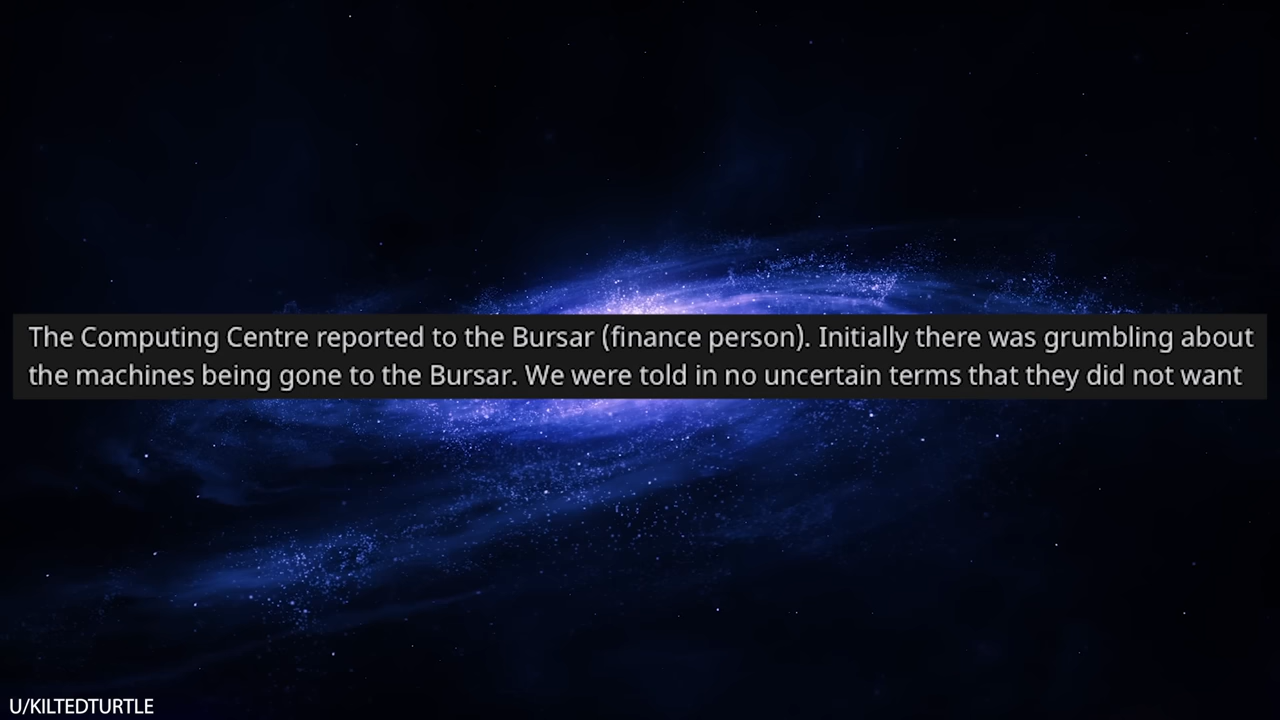 The Computing Centre reported to the Bursar (finance person). Initially there was grumbling about
the machines being gone to the Bursar. We were told in no uncertain terms that they did not want
U/KILTEDTURTLE